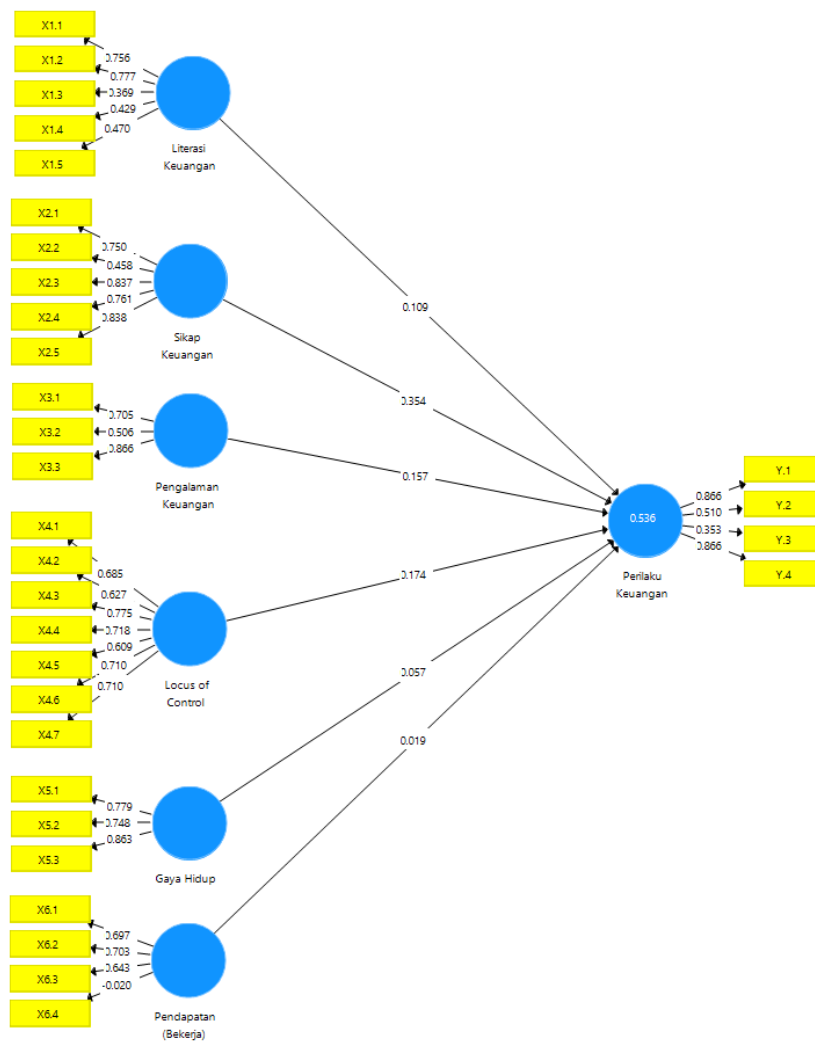 X1.1
X1.2
X1.3
X1.4
X1.5
0.756
0.777
0.369
0.429
0.470
Literasi
Keuangan
X2.1
X2.2
X2.3
X2.4
X2.5
0.750
0.458
0.837
0.761
0.838
Sikap
Keuangan
X3.1
X3.2
X3.3
0.705
0.506
0.866
Pengalaman
Keuangan
X4.1
X4.2
X4.3
X4.4
X4.5
X4.6
X4.7
0.685
0.627
0.775
0.718
0.609
0.710
0.710
Locus of
Control
X5.1
X5.2
X5.3
0.779
0.748
0.863
Gaya Hidup
X6.1
X6.2
X6.3
X6.4
0.697
0.703
0.643
-0.020
Pendapatan
(Bekerja)
0.109
0.354
0.157
0.174
0.057
0.019
0.536
Perilaku
Keuangan
0.866
0.510
0.353
0.866
Y.1
Y.2
Y.3
Y.4